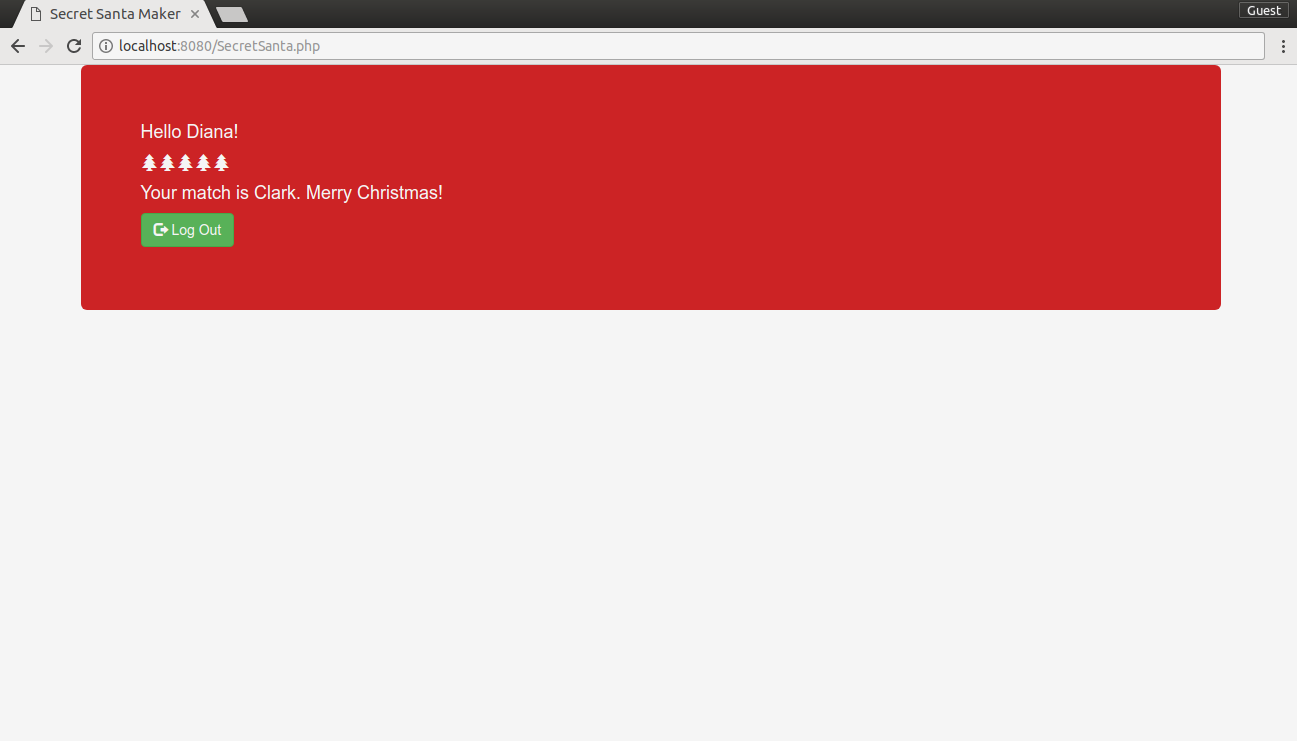 Secret Santa Maker
Guest
localhost:8080/SecretSanta.php
Hello Diana!
Your match is Clark. Merry Christmas!
Log Out